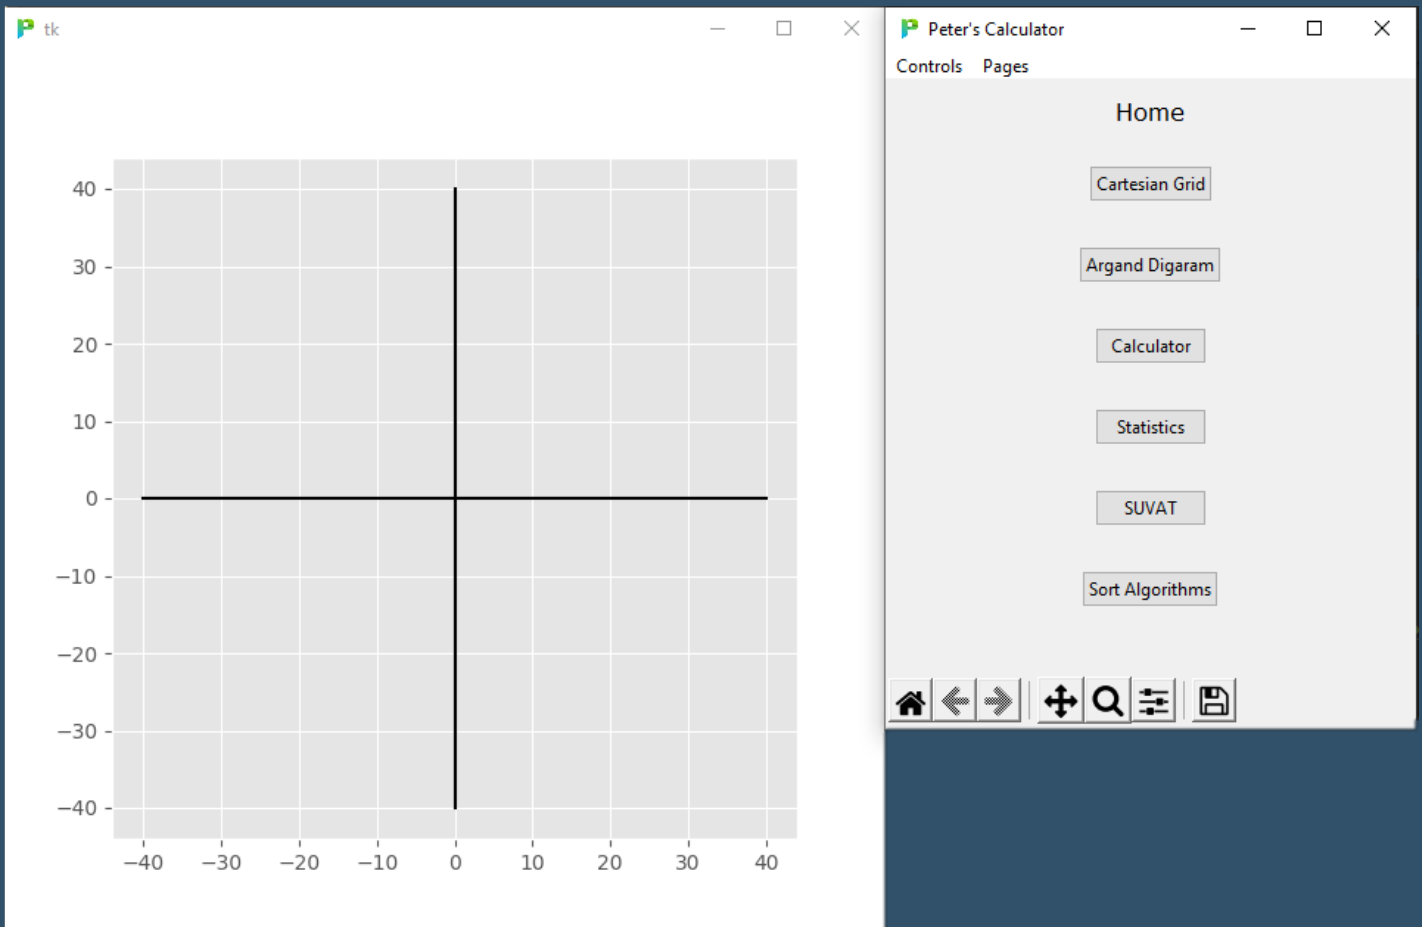 tk
40
30
20
10
0
−10
−20
−30
−40
−40 −30 −20 −10 0 10 20 30 40
Peter's Calculator
Controls Pages
Home
Cartesian Grid
Argand Digaram
Calculator
Statistics
SUVAT
Sort Algorithms